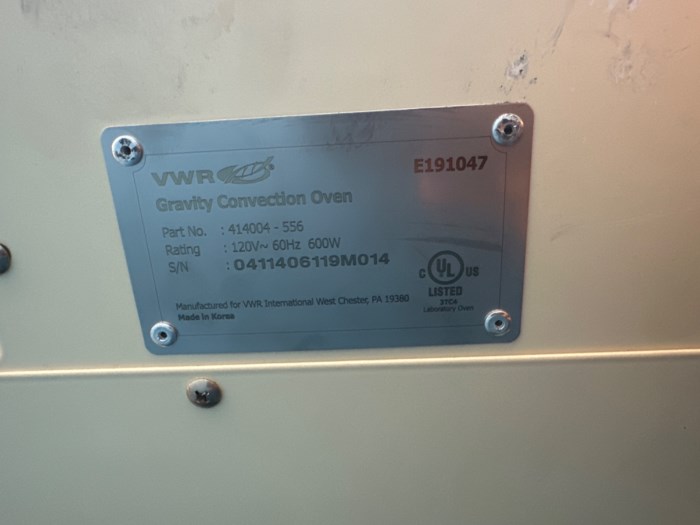 VWR
E191047
Gravity Convection Oven
Part No. : 414004 - 556
Rating : 120V~ 60Hz 600W
S/N : 0411406119M014
C UL US
LISTED
27C4
Laboratory Oven
Manufactured for VWR International West Chester, PA 19380
Made in Korea